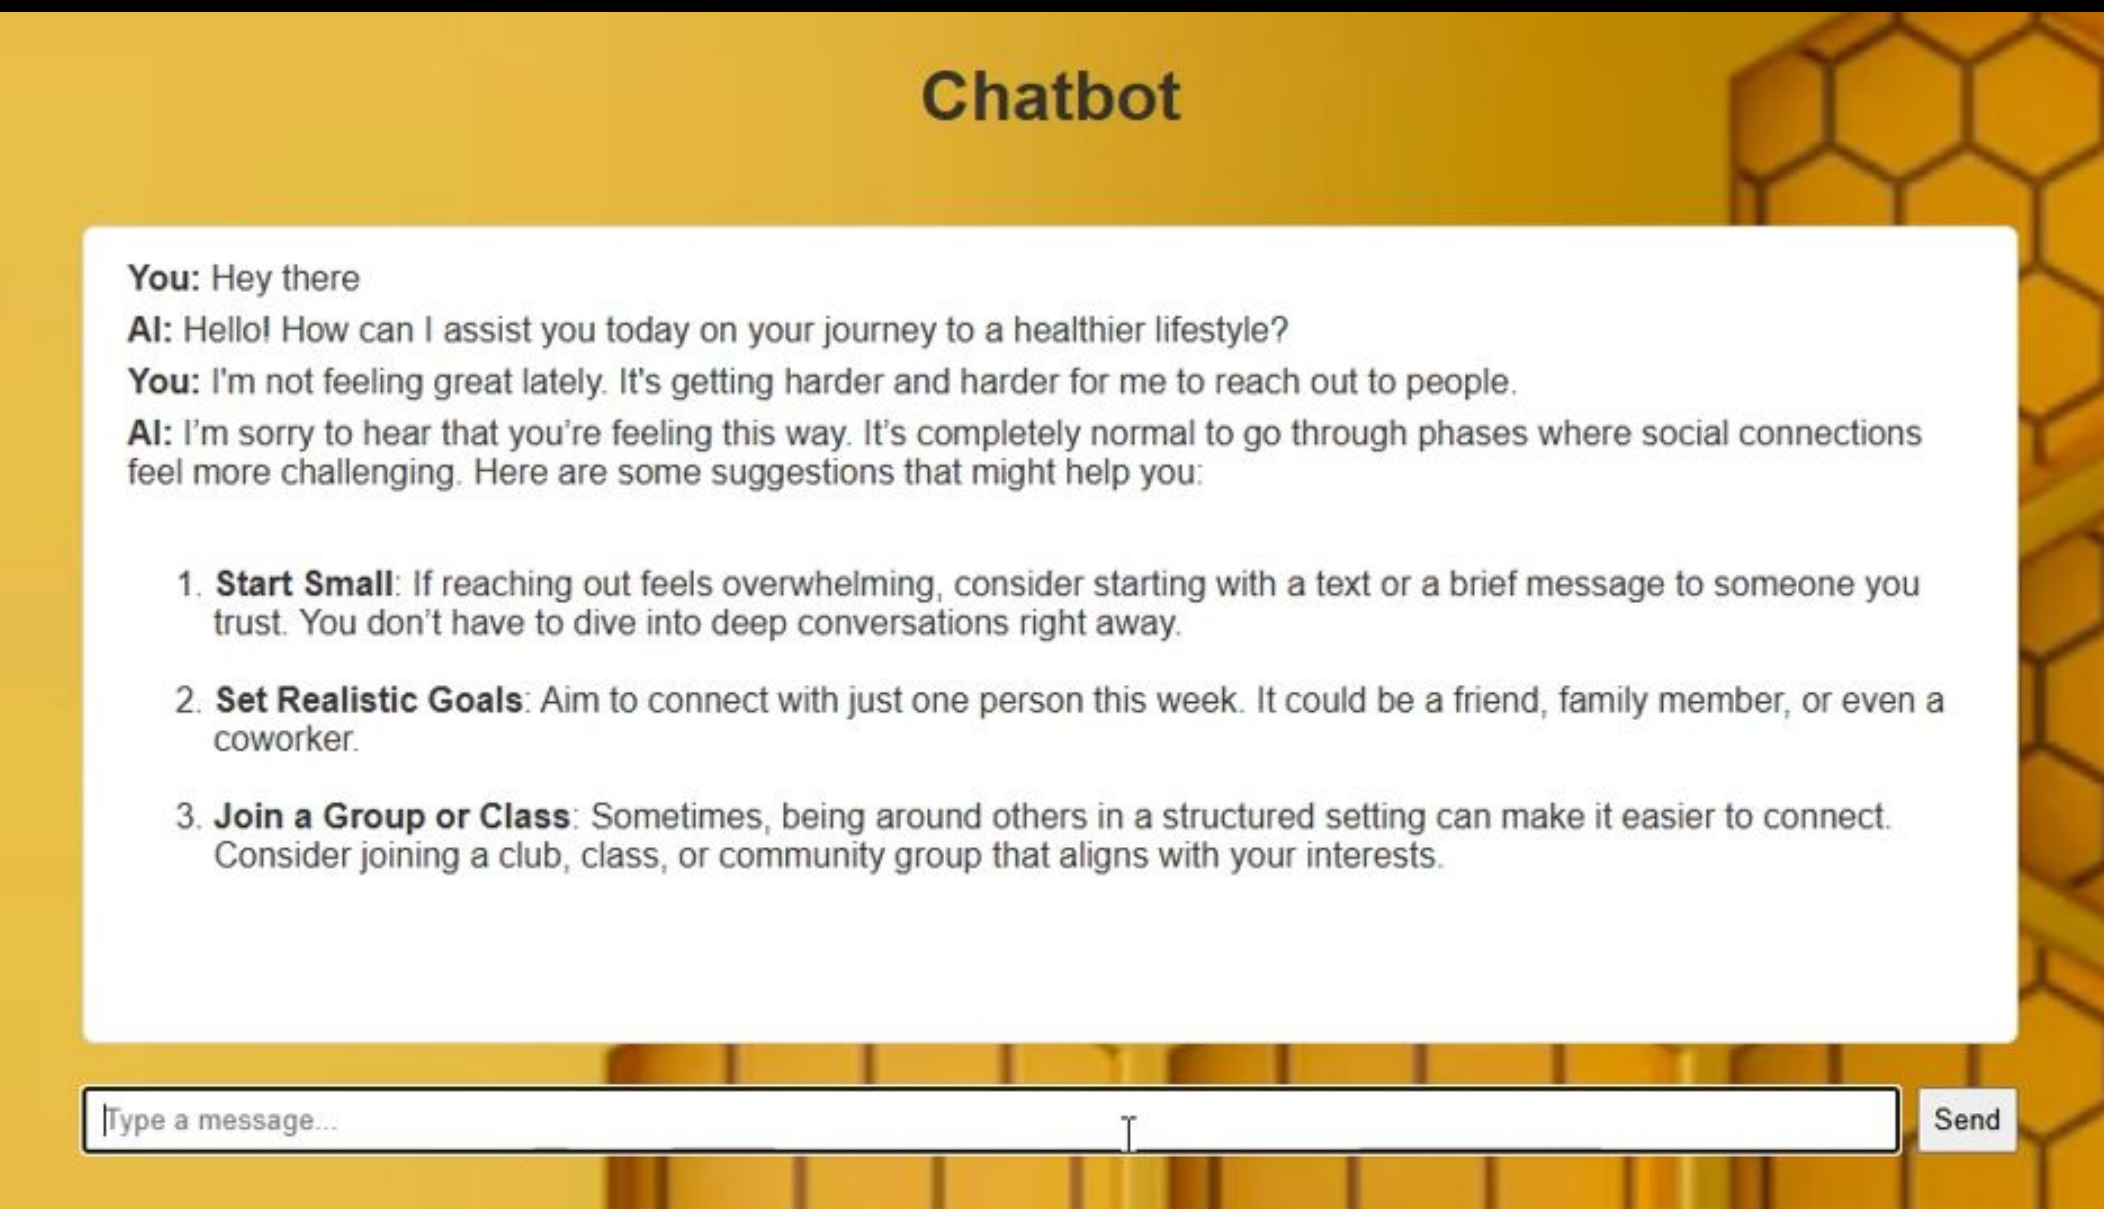 Chatbot
You: Hey there
AI: Hello! How can I assist you today on your journey to a healthier lifestyle?
You: I'm not feeling great lately. It's getting harder and harder for me to reach out to people.
AI: I’m sorry to hear that you’re feeling this way. It’s completely normal to go through phases where social connections
feel more challenging. Here are some suggestions that might help you:
1. Start Small: If reaching out feels overwhelming, consider starting with a text or a brief message to someone you
trust. You don’t have to dive into deep conversations right away.
2. Set Realistic Goals: Aim to connect with just one person this week. It could be a friend, family member, or even a
coworker.
3. Join a Group or Class: Sometimes, being around others in a structured setting can make it easier to connect.
Consider joining a club, class, or community group that aligns with your interests.
Type a message...
Send